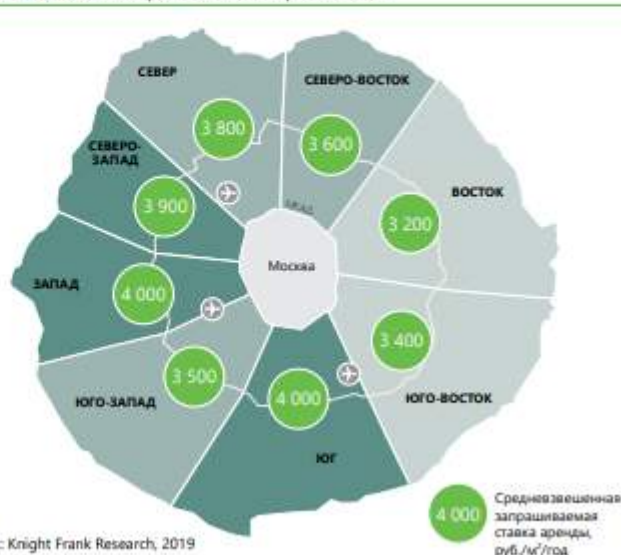 СЕВЕР
СЕВЕРО-ВОСТОК
3 800
3 600
СЕВЕРО-
ЗАПАД
ВОСТОК
3 900
3 200
МКАД
Москва
ЗАПАД
4 000
3 400
3 500
4 000
ЮГО-ЗАПАД
ЮГО-ВОСТОК
ЮГ
4 000
Средневзвешенная
запрашиваемая
ставка аренды,
руб./м²/год
: Knight Frank Research, 2019